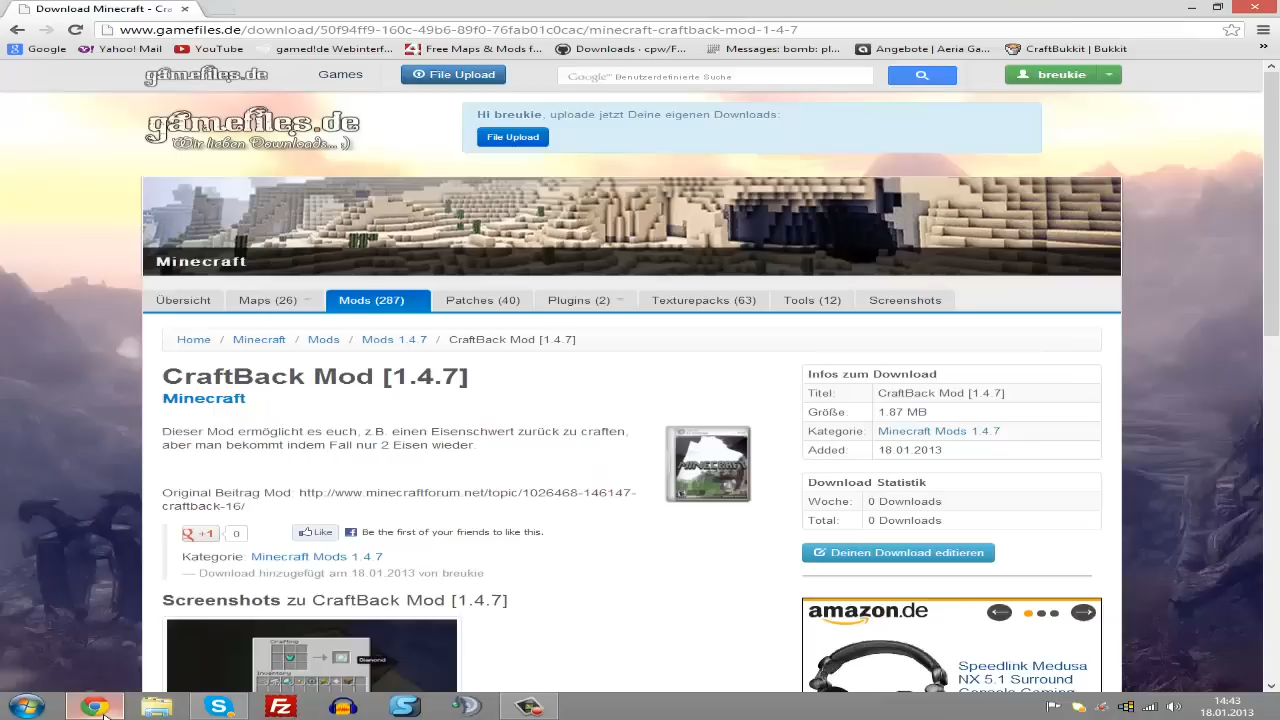 Download Minecraft - Cra
www.gamefiles.de/download/50f94ff9-160c-49b6-89f0-76fab01c0cac/minecraft-craftback-mod-1-4-7
Google Yahoo Mail YouTube gamed!de Webinters... Free Maps & Mods f... Downloads · cpw/F... Messages: bomb: pl... Angebote | Aeria Ga... CraftBukkit | Bukkit »
gamefiles.de Games File Upload Google™ Benutzerdefinierte Suche breukie
gamefiles.de
Wir lieben Downloads... ;)
Hi breukie, uploade jetzt Deine eigenen Downloads:
File Upload
Minecraft
Übersicht Maps (26) Mods (287) Patches (40) Plugins (2) Texturepacks (63) Tools (12) Screenshots
Home / Minecraft / Mods / Mods 1.4.7 / CraftBack Mod [1.4.7]
CraftBack Mod [1.4.7]
Minecraft
Dieser Mod ermöglicht es euch, z.B. einen Eisenschwert zurück zu craften,
aber man bekommt indem Fall nur 2 Eisen wieder.
MINECRAFT
Original Beitrag Mod: http://www.minecraftforum.net/topic/1026468-146147-
craftback-16/
+1 0 Like Be the first of your friends to like this.
Kategorie: Minecraft Mods 1.4.7
— Download hinzugefügt am 18.01.2013 von breukie
Screenshots zu CraftBack Mod [1.4.7]
Crafting
Diamond
Inventory
Infos zum Download
Titel: CraftBack Mod [1.4.7]
Größe: 1.87 MB
Kategorie: Minecraft Mods 1.4.7
Added: 18.01.2013
Download Statistik
Woche: 0 Downloads
Total: 0 Downloads
Deinen Download editieren
amazon.de
Speedlink Medusa
NX 5.1 Surround
Console Gaming
14:43
18.01.2013